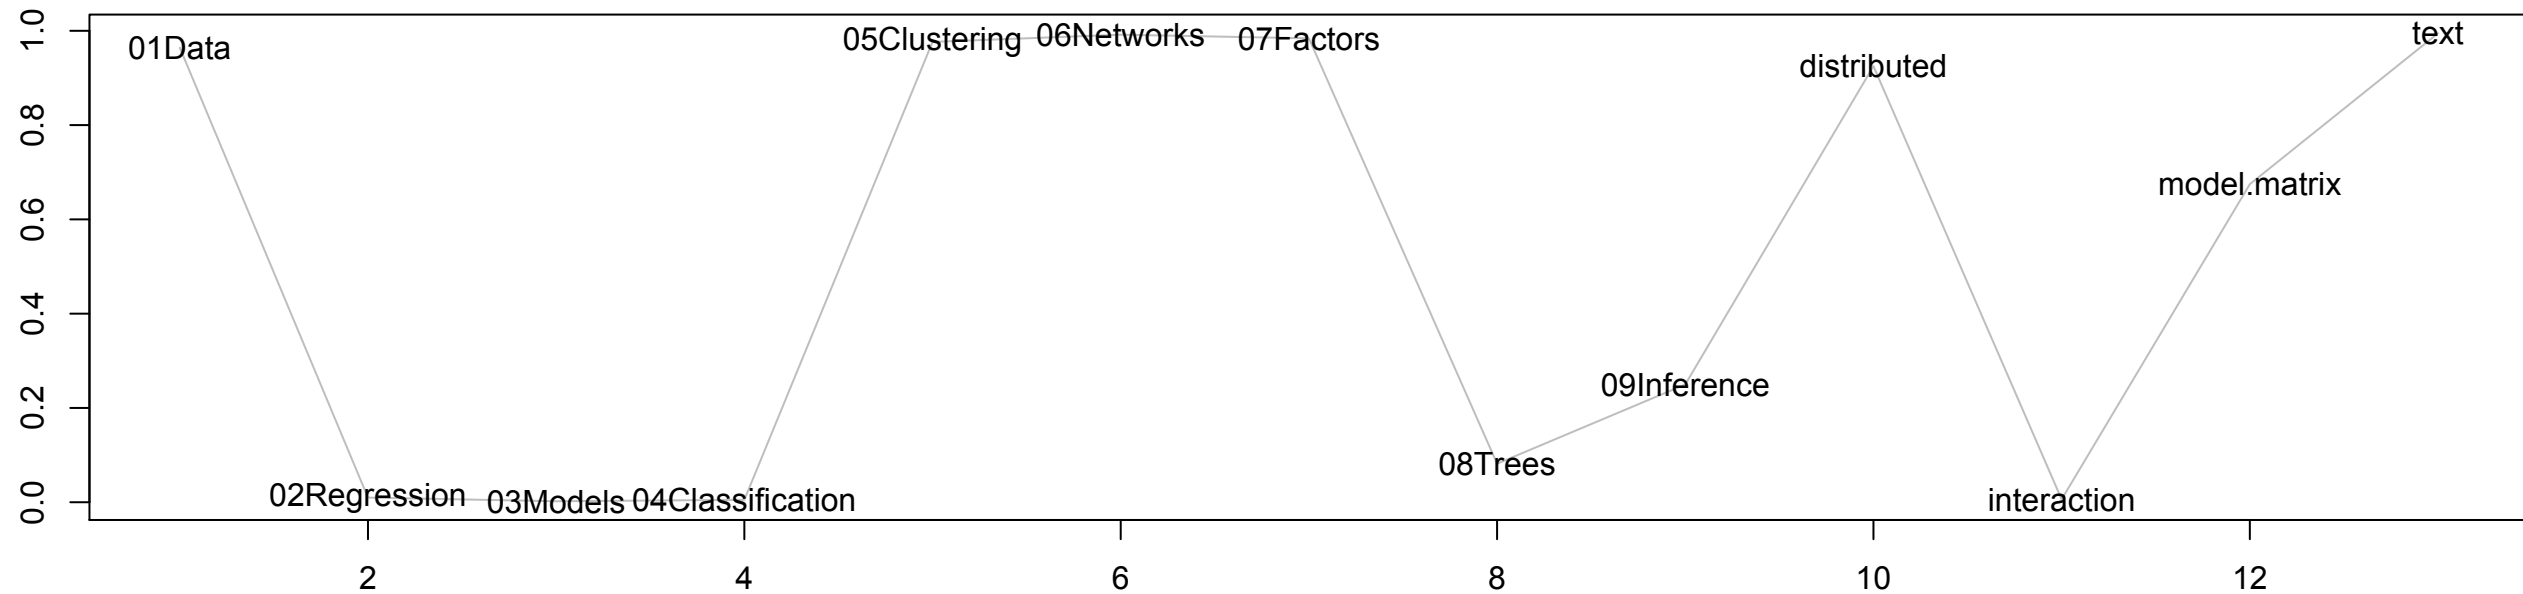 1.0
0.8
0.6
0.4
0.2
0.0
01Data
02Regression
03Models
04Classification
05Clustering
06Networks
07Factors
08Trees
09Inference
distributed
interaction
model.matrix
text
2 4 6 8 10 12